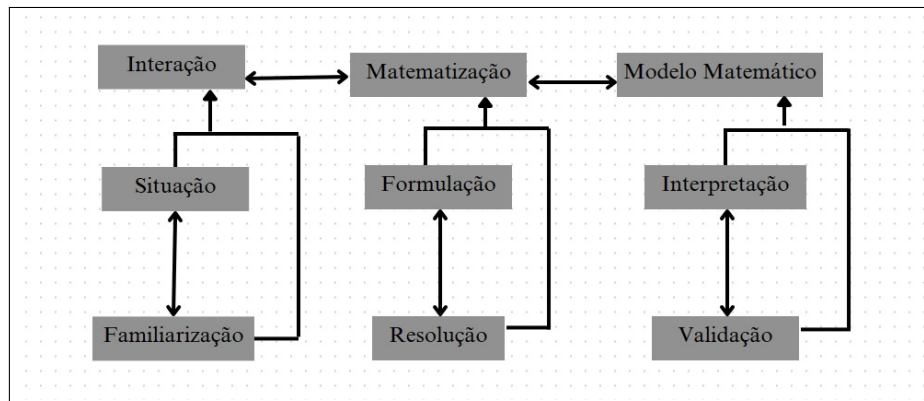 Interação
Matematização
Modelo Matemático
Situação
Formulação
Interpretação
Familiarização
Resolução
Validação